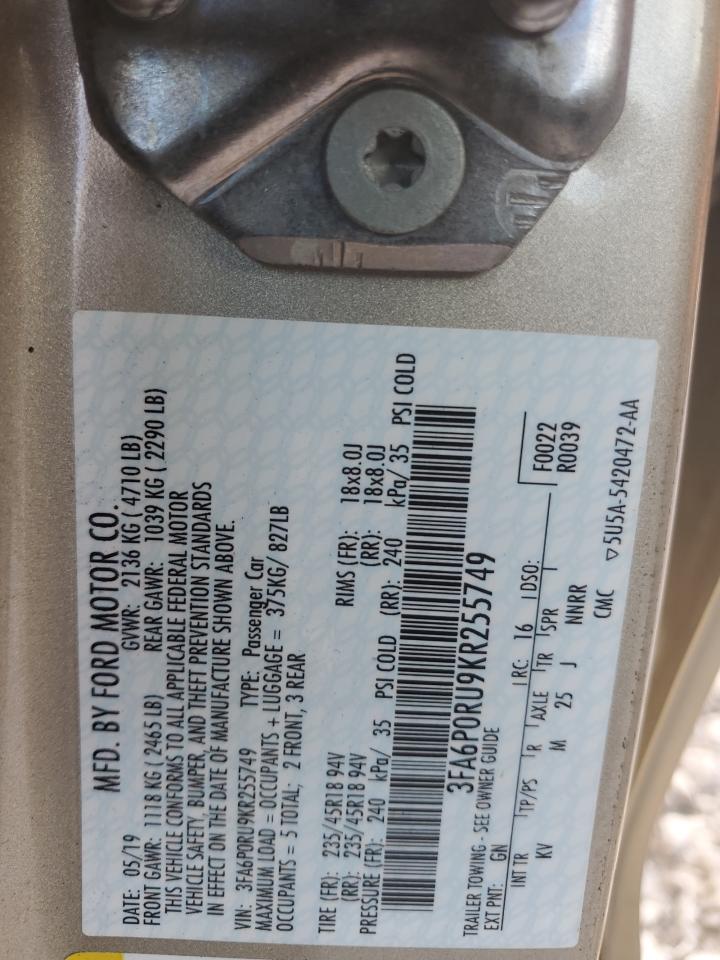 MFD. BY FORD MOTOR CO.
DATE: 05/19 GVWR: 2136 KG ( 4710 LB)
FRONT GAWR: 1118 KG ( 2465 LB) REAR GAWR: 1039 KG ( 2290 LB)
THIS VEHICLE CONFORMS TO ALL APPLICABLE FEDERAL MOTOR
VEHICLE SAFETY, BUMPER, AND THEFT PREVENTION STANDARDS
IN EFFECT ON THE DATE OF MANUFACTURE SHOWN ABOVE.
VIN: 3FA6P0RU9KR255749 TYPE: Passenger Car
MAXIMUM LOAD = OCCUPANTS + LUGGAGE = 375KG/ 827LB
OCCUPANTS = 5 TOTAL; 2 FRONT, 3 REAR
TIRE (FR): 235/45R18 94V RIMS (FR): 18x8.0J
(RR): 235/45R18 94V (RR): 18x8.0J
PRESSURE (FR): 240 kPa/ 35 PSI COLD (RR): 240 kPa/ 35 PSI COLD
3FA6P0RU9KR255749
TRAILER TOWING - SEE OWNER GUIDE
EXT PNT: GN RC: 16 DSO: F0022
R0039
INT TR TP/PS R AXLE TR SPR
KV M 25 J NNRR
CMC
▽5U5A-5420472-AA